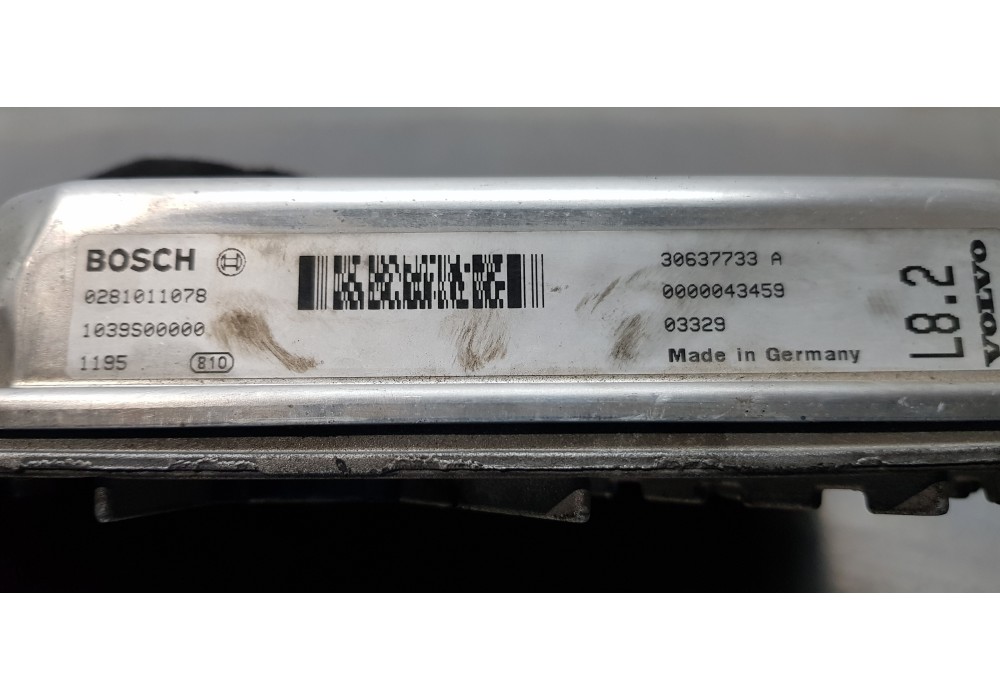 BOSCH
0281011078
1039S00000
1195 810
30637733 A
0000043459
03329
Made in Germany
L8.2
VOLVO